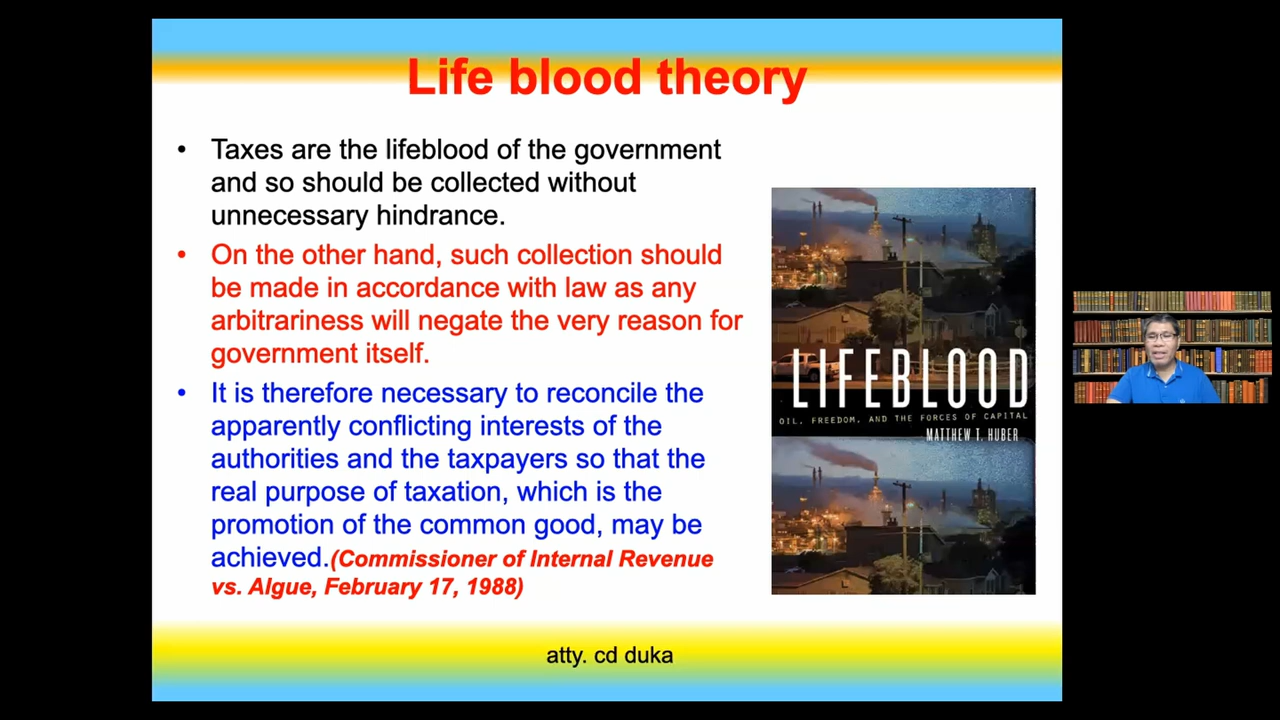 Life blood theory
• Taxes are the lifeblood of the government
and so should be collected without
unnecessary hindrance.
• On the other hand, such collection should
be made in accordance with law as any
arbitrariness will negate the very reason for
government itself.
• It is therefore necessary to reconcile the
apparently conflicting interests of the
authorities and the taxpayers so that the
real purpose of taxation, which is the
promotion of the common good, may be
achieved.(Commissioner of Internal Revenue
vs. Algue, February 17, 1988)
LIFEBLOOD
OIL, FREEDOM, AND THE FORCES OF CAPITAL
MATTHEW T. HUBER
atty. cd duka